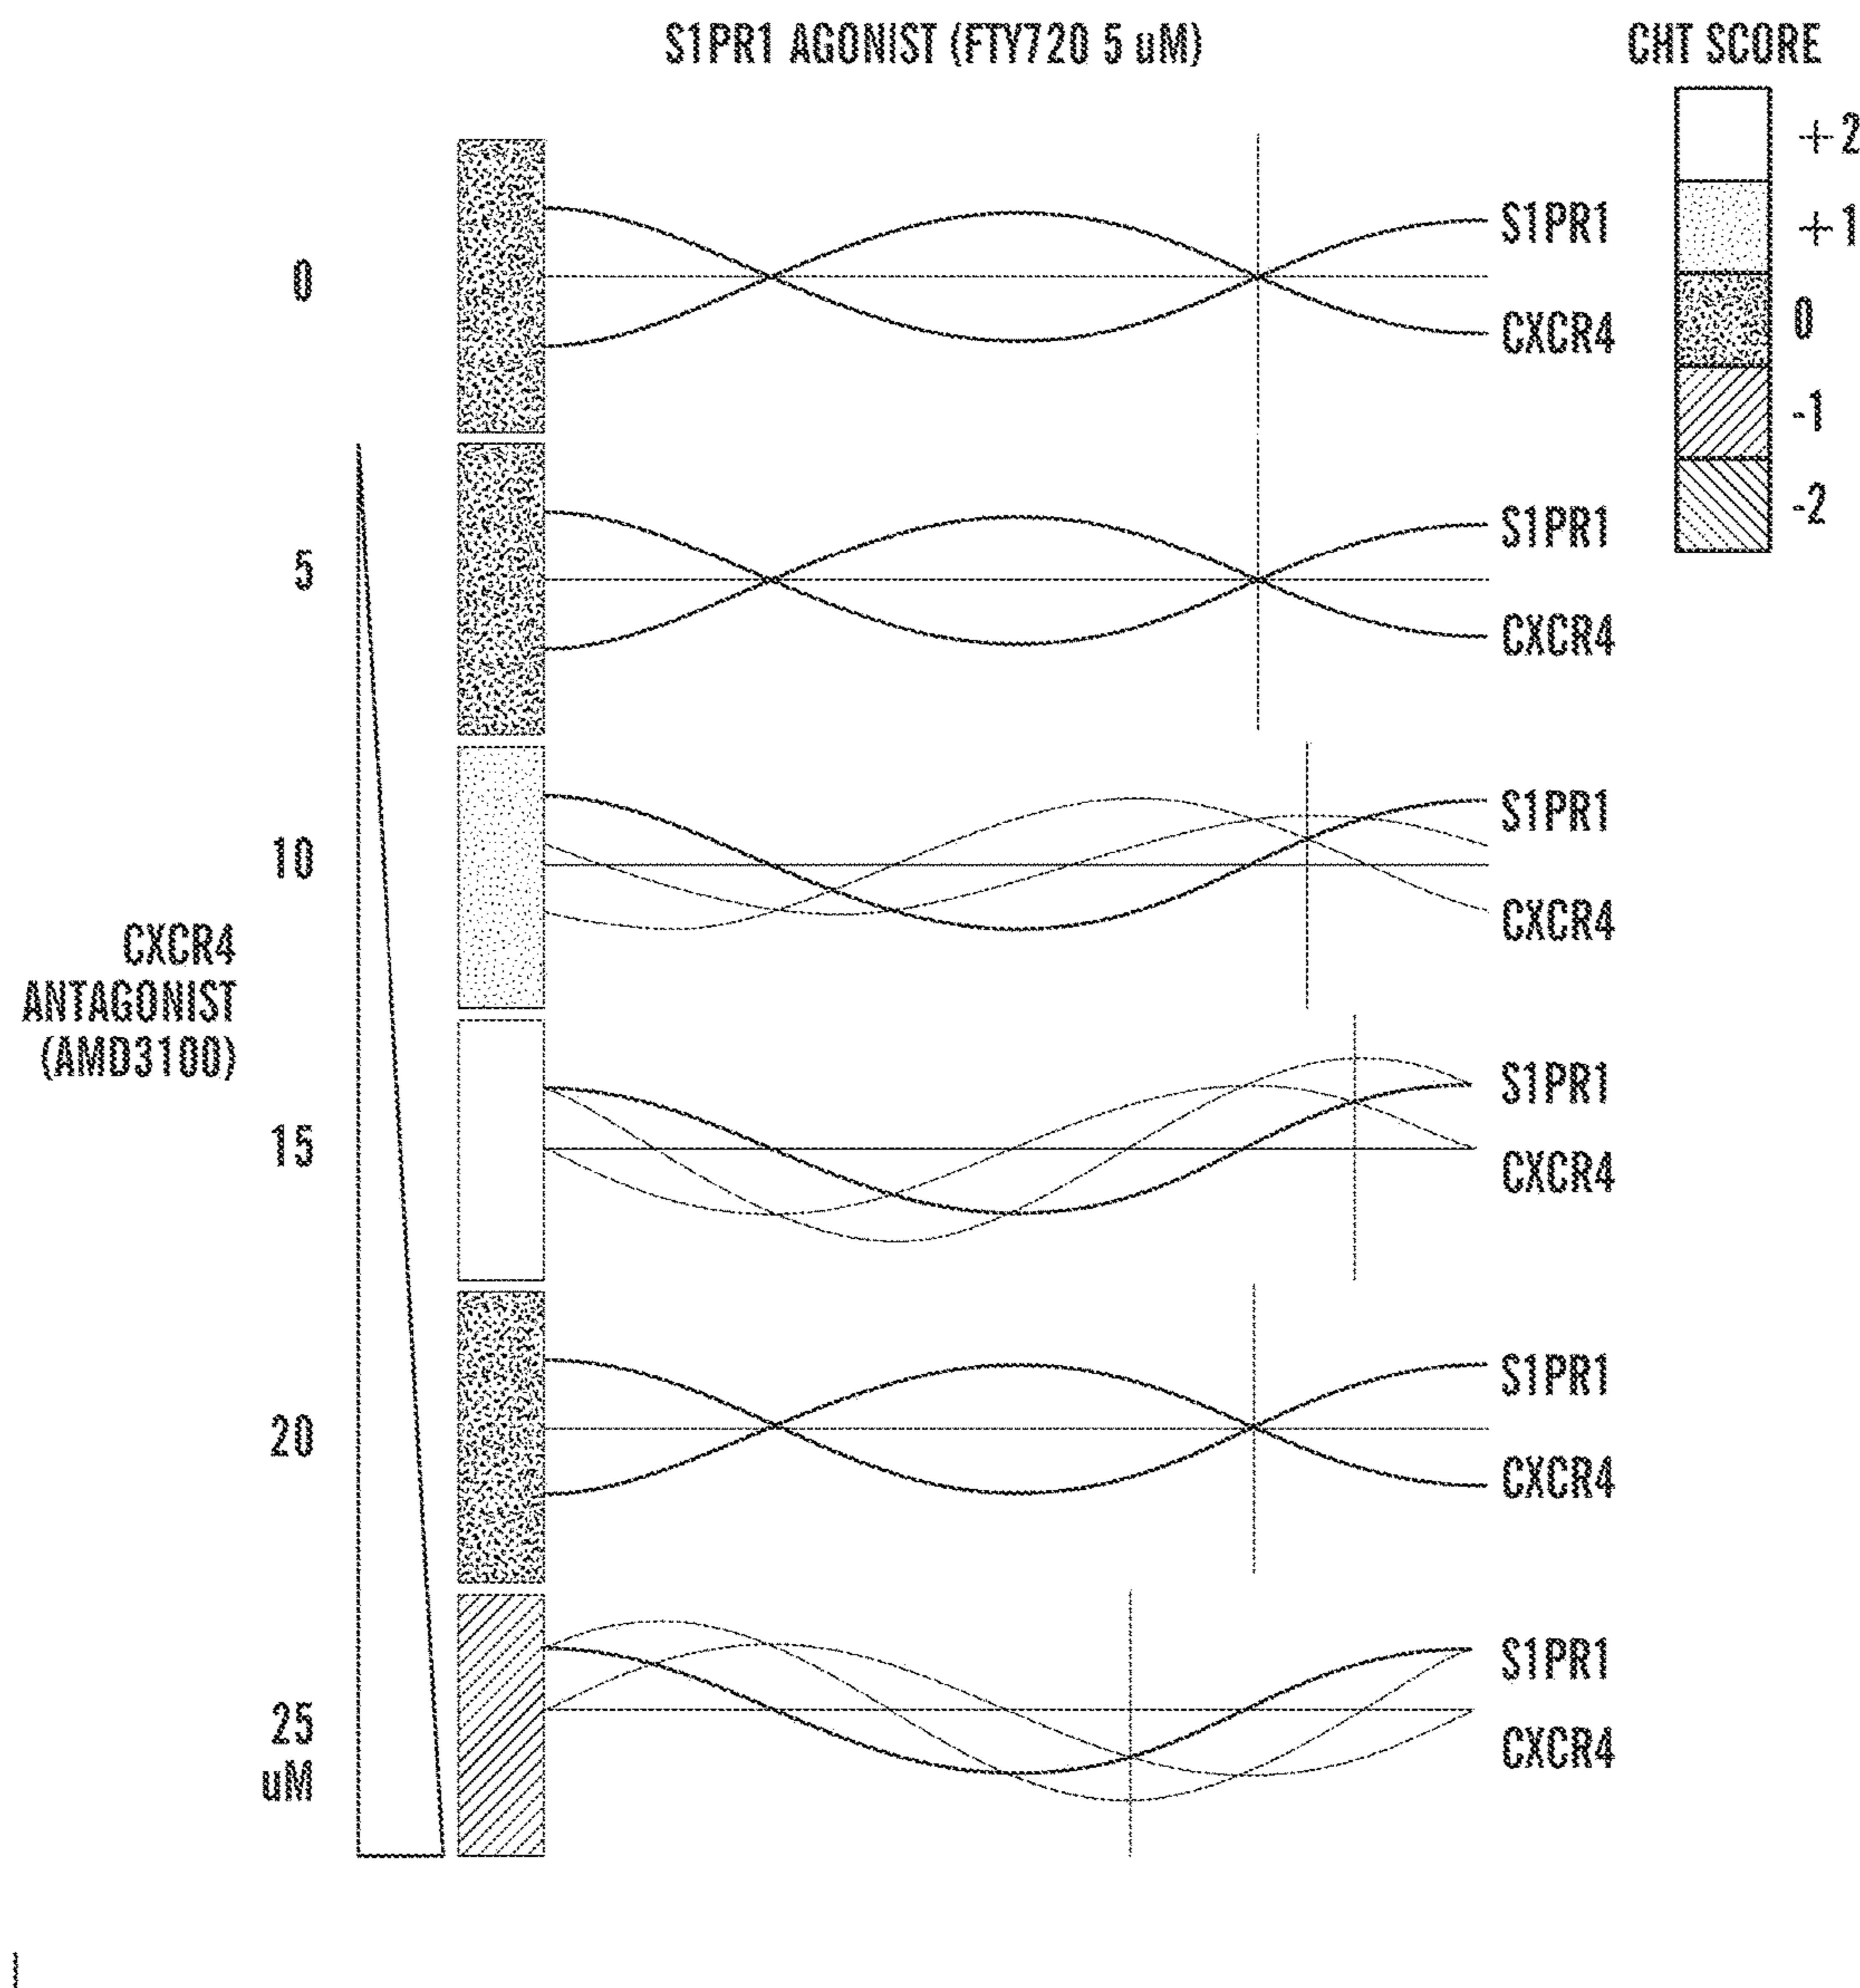 S1PR1 AGONIST (FTY720 5 uM)
CHT SCORE
+2
+1
0
-1
-2
0
S1PR1
CXCR4
5
S1PR1
CXCR4
10
S1PR1
CXCR4
CXCR4
ANTAGONIST
(AMD3100)
15
S1PR1
CXCR4
20
S1PR1
CXCR4
25
uM
S1PR1
CXCR4